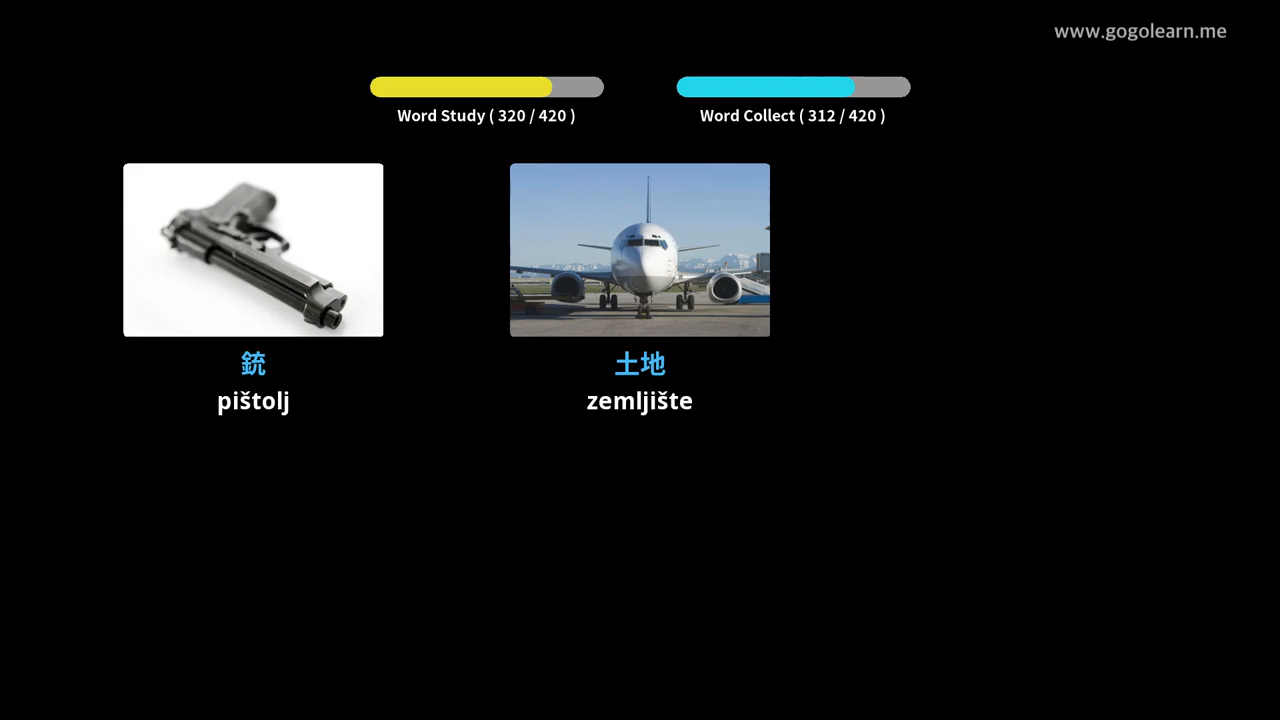 www.gogolearn.me
Word Study ( 320 / 420 )
Word Collect ( 312 / 420 )
銃
pištolj
土地
zemljište